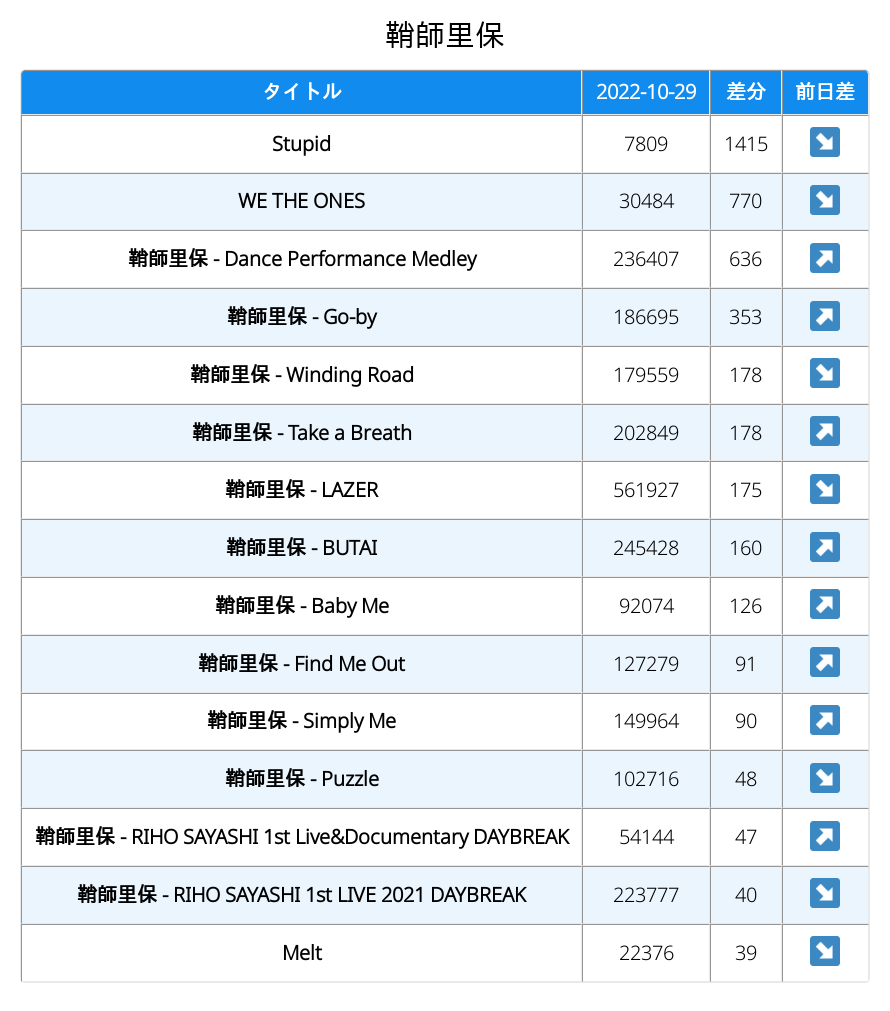 鞘師里保
タイトル 2022-10-29 差分 前日差
Stupid 7809 1415 ↘
WE THE ONES 30484 770 ↘
鞘師里保 - Dance Performance Medley 236407 636 ↗
鞘師里保 - Go-by 186695 353 ↗
鞘師里保 - Winding Road 179559 178 ↘
鞘師里保 - Take a Breath 202849 178 ↗
鞘師里保 - LAZER 561927 175 ↘
鞘師里保 - BUTAI 245428 160 ↗
鞘師里保 - Baby Me 92074 126 ↗
鞘師里保 - Find Me Out 127279 91 ↗
鞘師里保 - Simply Me 149964 90 ↗
鞘師里保 - Puzzle 102716 48 ↘
鞘師里保 - RIHO SAYASHI 1st Live&Documentary DAYBREAK 54144 47 ↗
鞘師里保 - RIHO SAYASHI 1st LIVE 2021 DAYBREAK 223777 40 ↘
Melt 22376 39 ↘